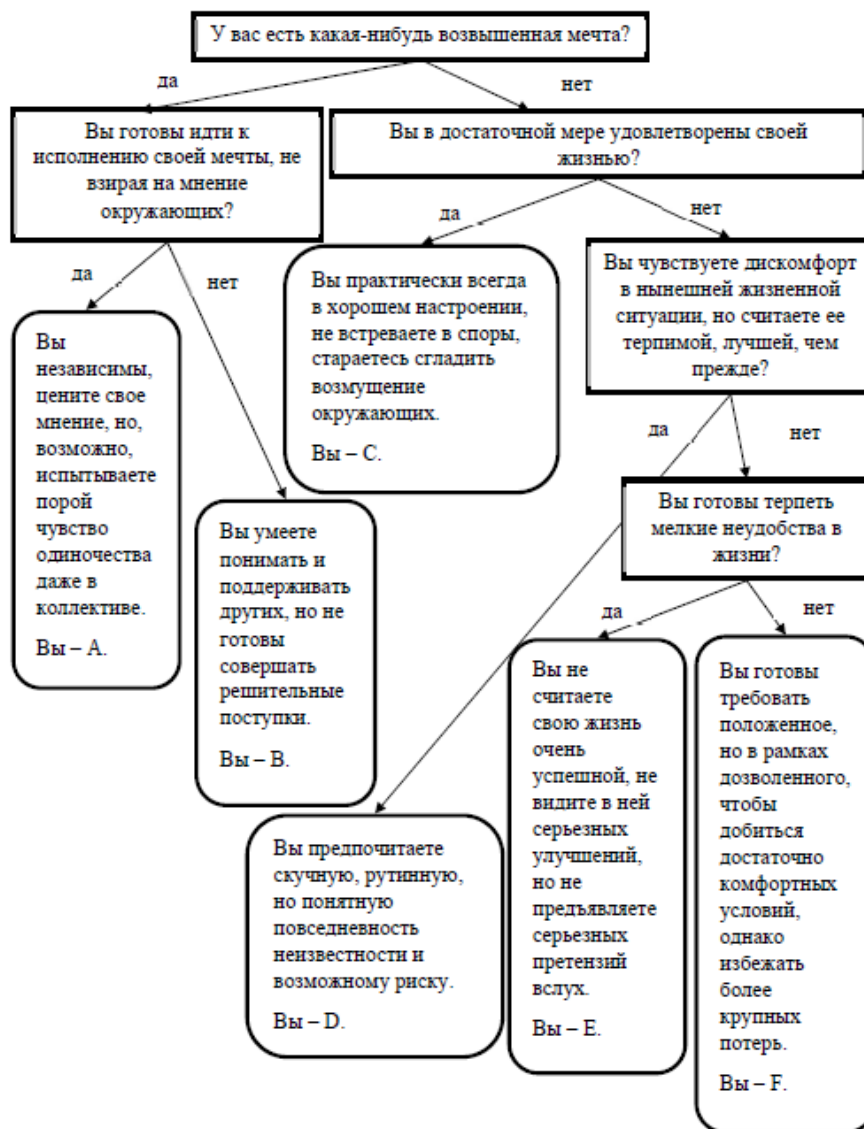 У вас есть какая-нибудь возвышенная мечта?
да
нет
Вы готовы идти к
исполнению своей мечты, не
взирая на мнение
окружающих?
Вы в достаточной мере удовлетворены своей
жизнью?
да
нет
да
нет
Вы практически всегда
в хорошем настроении,
не встреваете в споры,
стараетесь сгладить
возмущение
окружающих.
Вы – C.
Вы чувствуете дискомфорт
в нынешней жизненной
ситуации, но считаете ее
терпимой, лучшей, чем
прежде?
Вы
независимы,
цените свое
мнение, но,
возможно,
испытываете
порой
чувство
одиночества
даже в
коллективе.
Вы – A.
да
нет
Вы готовы терпеть
мелкие неудобства в
жизни?
Вы умеете
понимать и
поддерживать
других, но не
готовы
совершать
решительные
поступки.
Вы – B.
да
нет
Вы предпочитаете
скучную, рутинную,
но понятную
повседневность
неизвестности и
возможному риску.
Вы – D.
Вы не
считаете
свою жизнь
очень
успешной, не
видите в ней
серьезных
улучшений,
но не
предъявляете
серьезных
претензий
вслух.
Вы – E.
Вы готовы
требовать
положенное,
но в рамках
дозволенного,
чтобы
добиться
достаточно
комфортных
условий,
однако
избежать
более
крупных
потерь.
Вы – F.